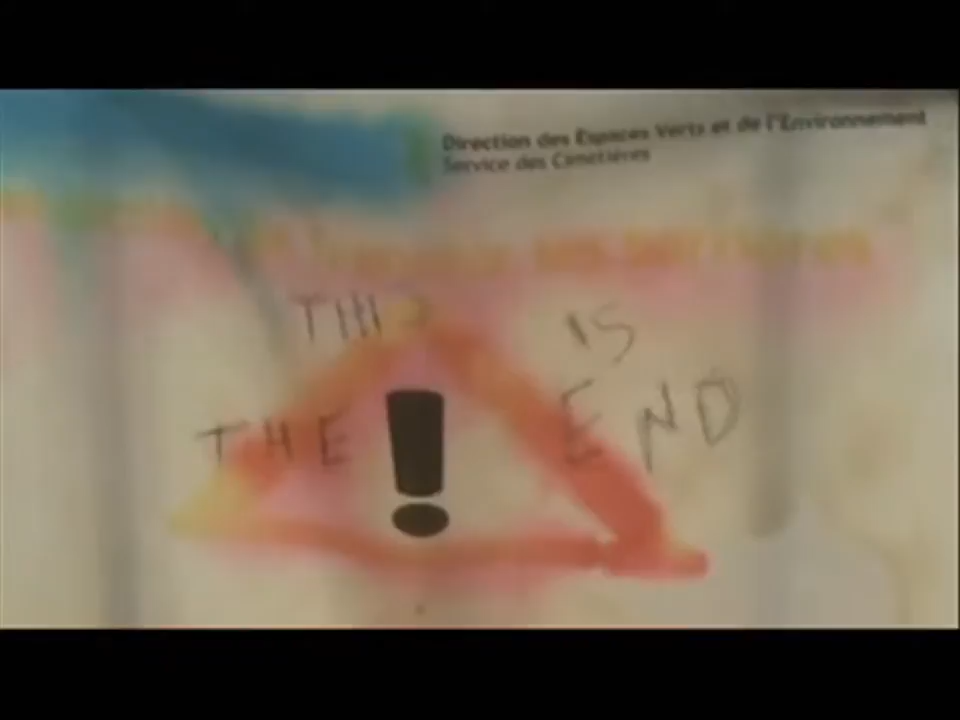 Direction des Espaces Verts et de l'Environnement
Service des Cimetières
THIS IS
THE ! END